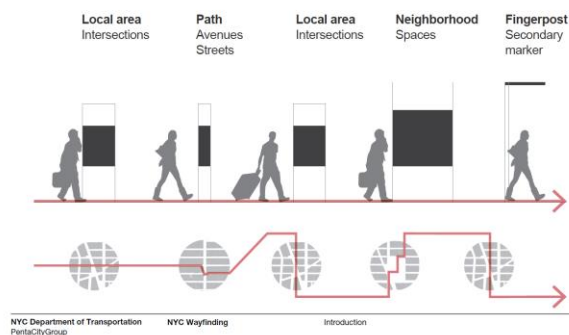 Local area
Intersections
Path
Avenues
Streets
Local area
Intersections
Neighborhood
Spaces
Fingerpost
Secondary
marker
NYC Department of Transportation
PentaCityGroup
NYC Wayfinding
Introduction